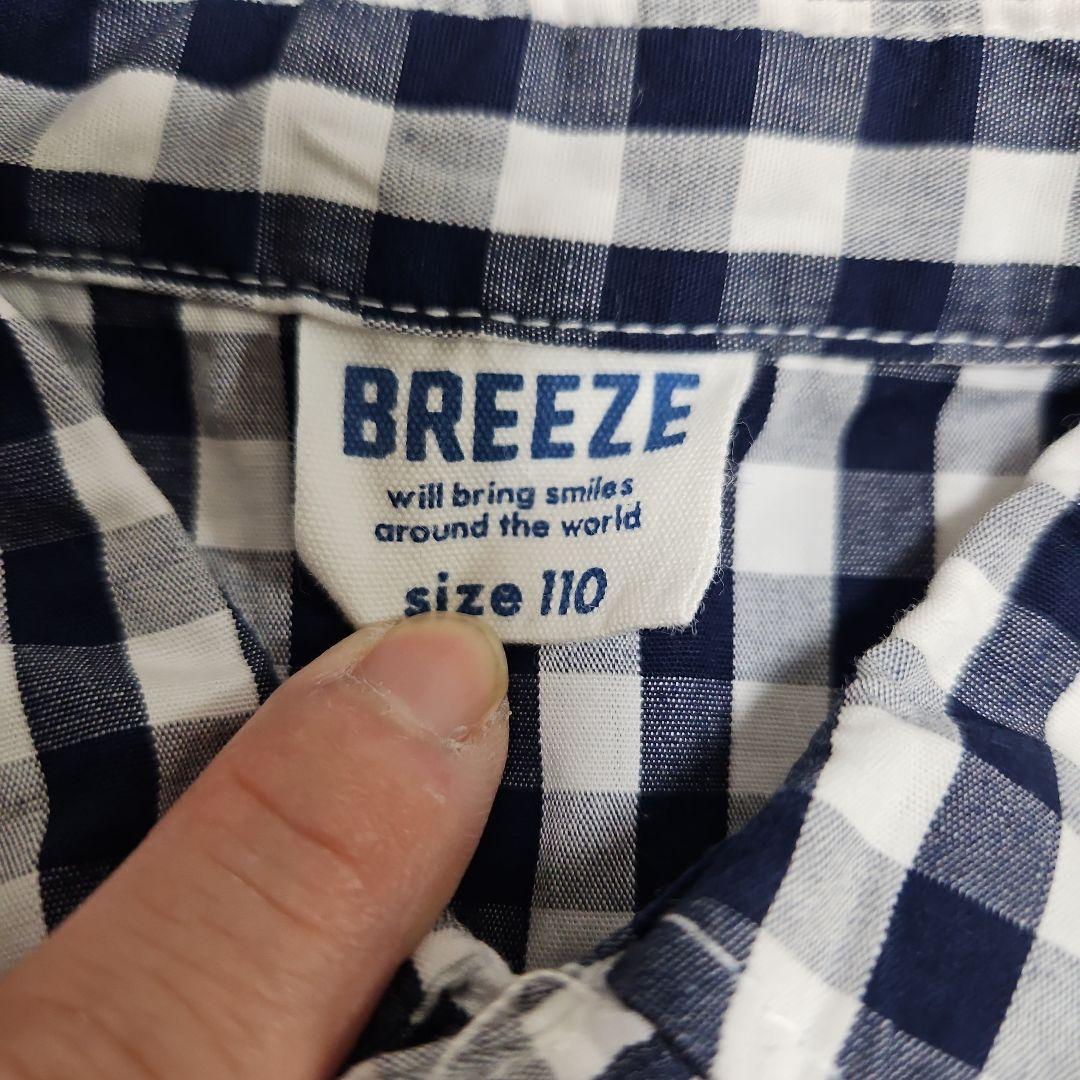 BREEZE
will bring smiles
around the world
size 110